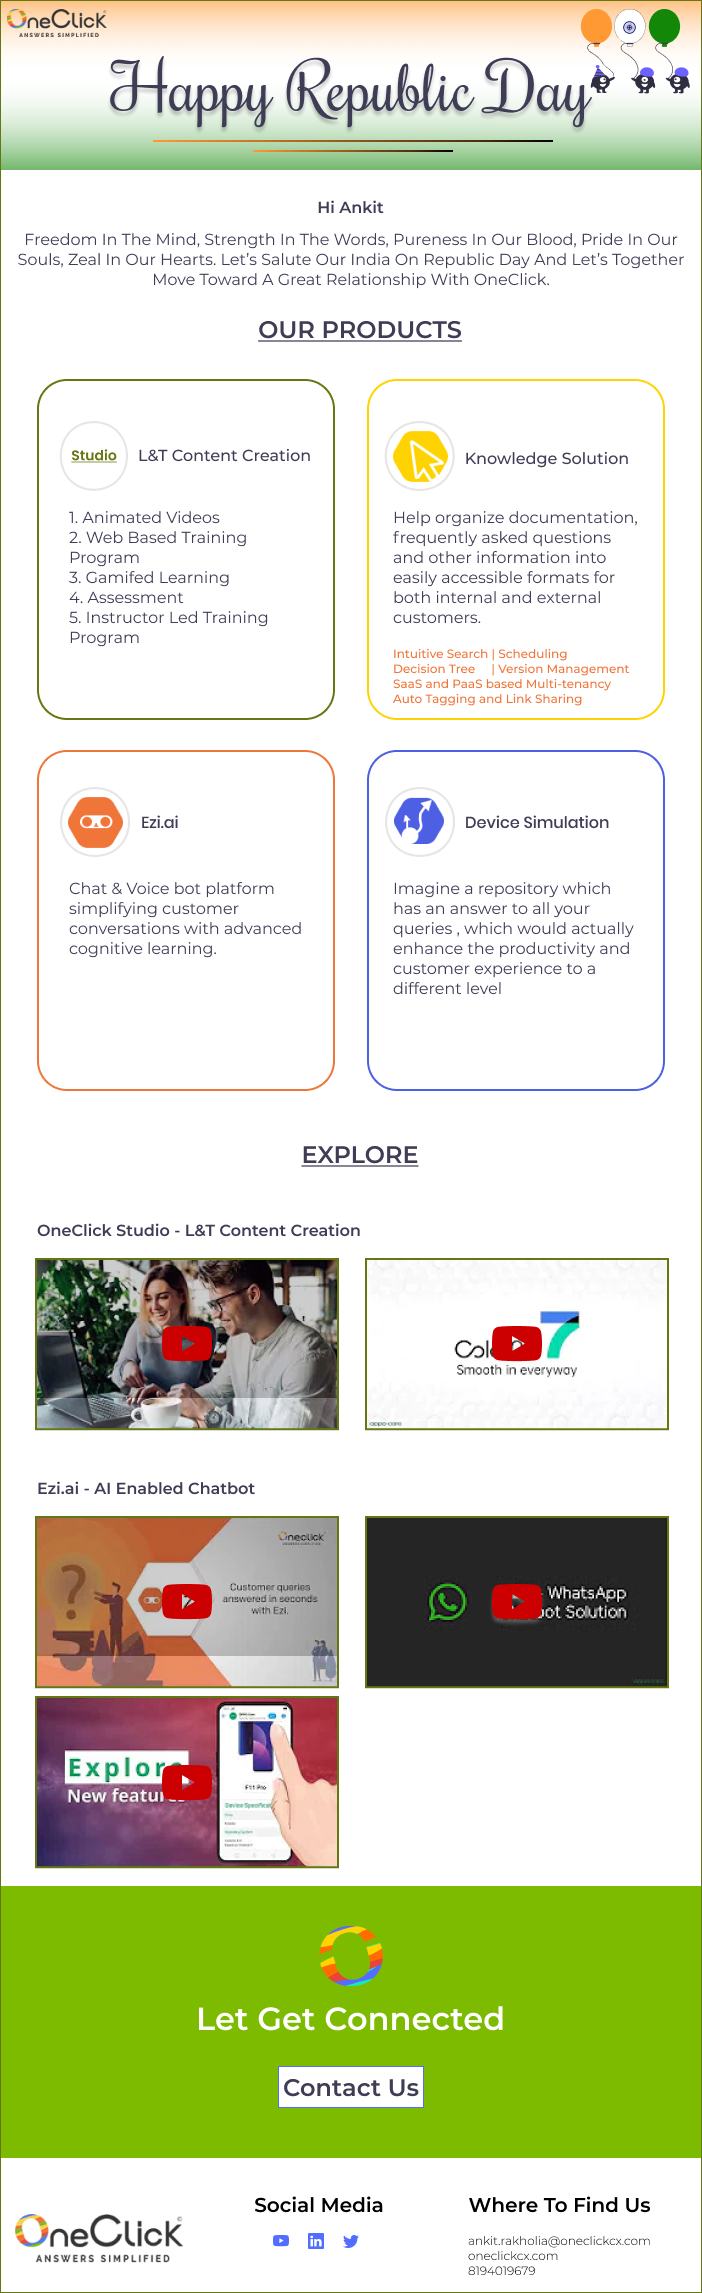 OneClick
ANSWERS SIMPLIFIED
Happy Republic Day
Hi Ankit
Freedom In The Mind, Strength In The Words, Pureness In Our Blood, Pride In Our
Souls, Zeal In Our Hearts. Let’s Salute Our India On Republic Day And Let’s Together
Move Toward A Great Relationship With OneClick.
OUR PRODUCTS
Studio
L&T Content Creation
1. Animated Videos
2. Web Based Training
Program
3. Gamifed Learning
4. Assessment
5. Instructor Led Training
Program
Knowledge Solution
Help organize documentation,
frequently asked questions
and other information into
easily accessible formats for
both internal and external
customers.
Intuitive Search | Scheduling
Decision Tree | Version Management
SaaS and PaaS based Multi-tenancy
Auto Tagging and Link Sharing
Ezi.ai
Chat & Voice bot platform
simplifying customer
conversations with advanced
cognitive learning.
Device Simulation
Imagine a repository which
has an answer to all your
queries , which would actually
enhance the productivity and
customer experience to a
different level
EXPLORE
OneClick Studio - L&T Content Creation
7
Smooth in everyway
oppo-care
Ezi.ai - AI Enabled Chatbot
Oneclick
ANSWERS SIMPLIFIED
Customer queries
answered in seconds
with Ezi.
WhatsApp
Solution
Explore
New
F11 Pro
Let Get Connected
Contact Us
OneClick
ANSWERS SIMPLIFIED
Social Media
Where To Find Us
ankit.rakholia@oneclickcx.com
oneclickcx.com
8194019679